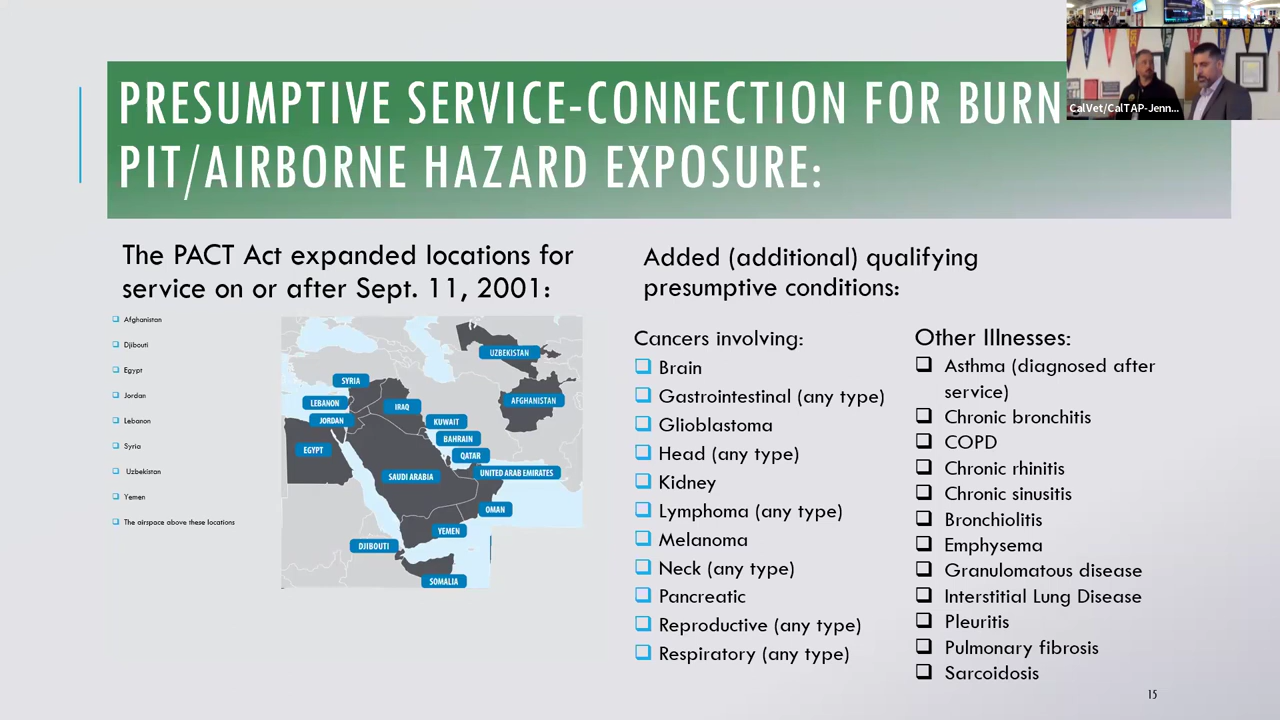 PRESUMPTIVE SERVICE-CONNECTION FOR BURN
PIT/AIRBORNE HAZARD EXPOSURE:
CalVet/CalTAP-Jenn...
The PACT Act expanded locations for
service on or after Sept. 11, 2001:
Afghanistan
Djibouti
Egypt
Jordan
Lebanon
Syria
Uzbekistan
Yemen
The airspace above these locations
UZBEKISTAN
SYRIA
LEBANON
IRAQ
AFGHANISTAN
JORDAN
KUWAIT
BAHRAIN
EGYPT
QATAR
SAUDI ARABIA
UNITED ARAB EMIRATES
OMAN
YEMEN
DJIBOUTI
SOMALIA
Added (additional) qualifying
presumptive conditions:
Cancers involving:
Brain
Gastrointestinal (any type)
Glioblastoma
Head (any type)
Kidney
Lymphoma (any type)
Melanoma
Neck (any type)
Pancreatic
Reproductive (any type)
Respiratory (any type)
Other Illnesses:
Asthma (diagnosed after
service)
Chronic bronchitis
COPD
Chronic rhinitis
Chronic sinusitis
Bronchiolitis
Emphysema
Granulomatous disease
Interstitial Lung Disease
Pleuritis
Pulmonary fibrosis
Sarcoidosis
15